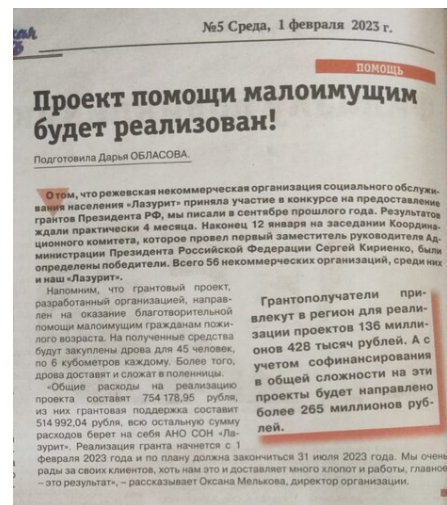 №5 Среда, 1 февраля 2023 г.
ПОМОЩЬ
Проект помощи малоимущим
будет реализован!
Подготовила Дарья ОБЛАСОВА.
О том, что режевская некоммерческая организация социального обслужи-
вания населения «Лазурит» приняла участие в конкурсе на предоставление
грантов Президента РФ, мы писали в сентябре прошлого года. Результатов
ждали практически 4 месяца. Наконец 12 января на заседании Координа-
ционного комитета, которое провел первый заместитель руководителя Ад-
министрации Президента Российской Федерации Сергей Кириенко, были
определены победители. Всего 56 некоммерческих организаций, среди них
и наш «Лазурит».
Напомним, что грантовый проект,
разработанный организацией, направ-
лен на оказание благотворительной
помощи малоимущим гражданам пожи-
лого возраста. На полученные средства
будут закуплены дрова для 45 человек,
по 6 кубометров каждому. Более того,
дрова доставят и сложат в поленницы.
«Общие расходы на реализацию
проекта составят 754 178,95 рубля,
из них грантовая поддержка составит
514 992,04 рубля, всю остальную сумму
расходов берет на себя АНО СОН «Ла-
зурит». Реализация гранта начнется с 1
февраля 2023 года и по плану должна закончиться 31 июля 2023 года. Мы очень
рады за своих клиентов, хоть нам это и доставляет много хлопот и работы, главное
– это результат», – рассказывает Оксана Мелькова, директор организации.
Грантополучатели при-
влекут в регион для реали-
зации проектов 136 милли-
онов 428 тысяч рублей. А с
учетом софинансирования
в общей сложности на эти
проекты будет направлено
более 265 миллионов руб-
лей.